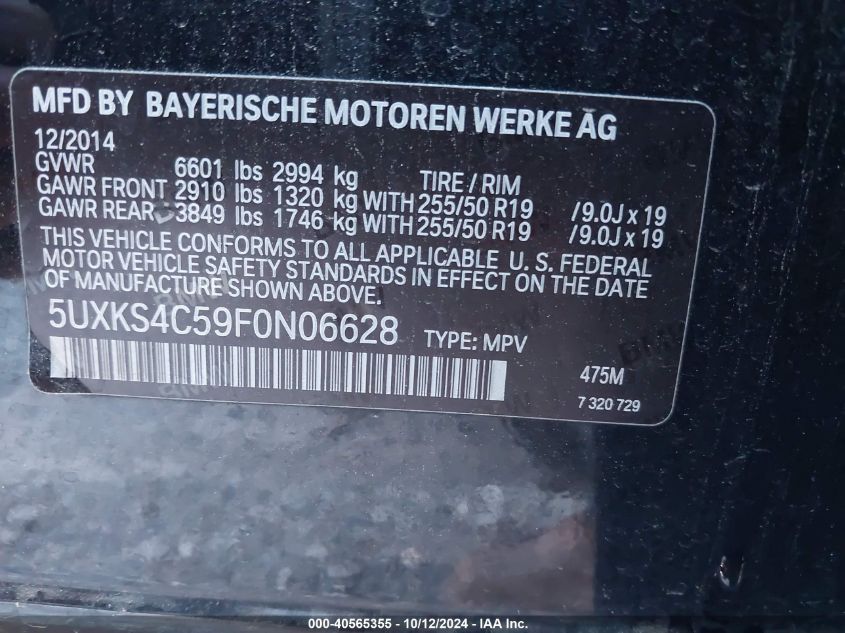 MFD BY BAYERISCHE MOTOREN WERKE AG
12/2014
GVWR 6601 lbs 2994 kg TIRE / RIM
GAWR FRONT 2910 lbs 1320 kg WITH 255/50 R19 /9.0J x 19
GAWR REAR 3849 lbs 1746 kg WITH 255/50 R19 /9.0J x 19
THIS VEHICLE CONFORMS TO ALL APPLICABLE U. S. FEDERAL
MOTOR VEHICLE SAFETY STANDARDS IN EFFECT ON THE DATE
OF MANUFACTURE SHOWN ABOVE.
5UXKS4C59F0N06628 TYPE: MPV
475M
7 320 729
000-40565355 - 10/12/2024 - IAA Inc.